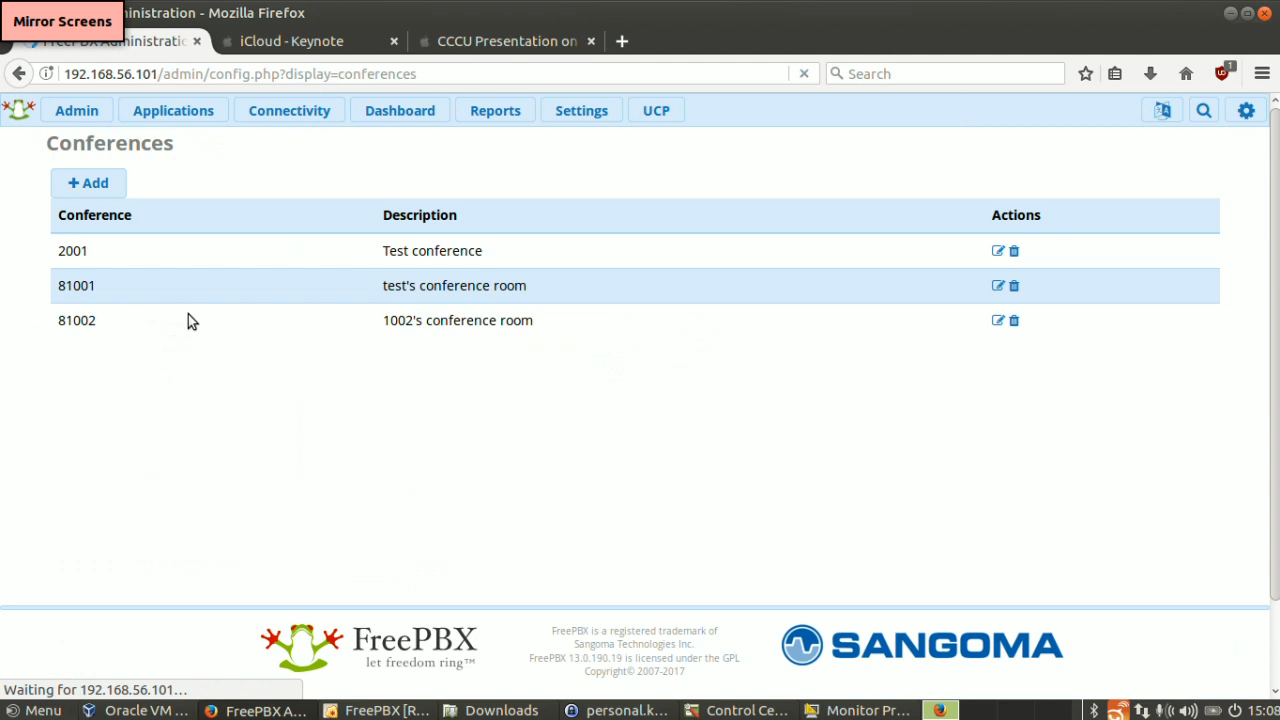 Mirror Screens
ministration - Mozilla Firefox
FreePBX Administratic
iCloud - Keynote
CCCU Presentation on
192.168.56.101/admin/config.php?display=conferences
Search
1
Admin
Applications
Connectivity
Dashboard
Reports
Settings
UCP
Conferences
+ Add
Conference Description Actions
2001 Test conference
81001 test's conference room
81002 1002's conference room
FreePBX
let freedom ring™
FreePBX is a registered trademark of
Sangoma Technologies Inc.
FreePBX 13.0.190.19 is licensed under the GPL
Copyright© 2007-2017
SANGOMA
Waiting for 192.168.56.101...
Menu
Oracle VM ...
FreePBX A...
FreePBX [R...
Downloads
personal.k...
Control Ce...
Monitor Pr...
15:08